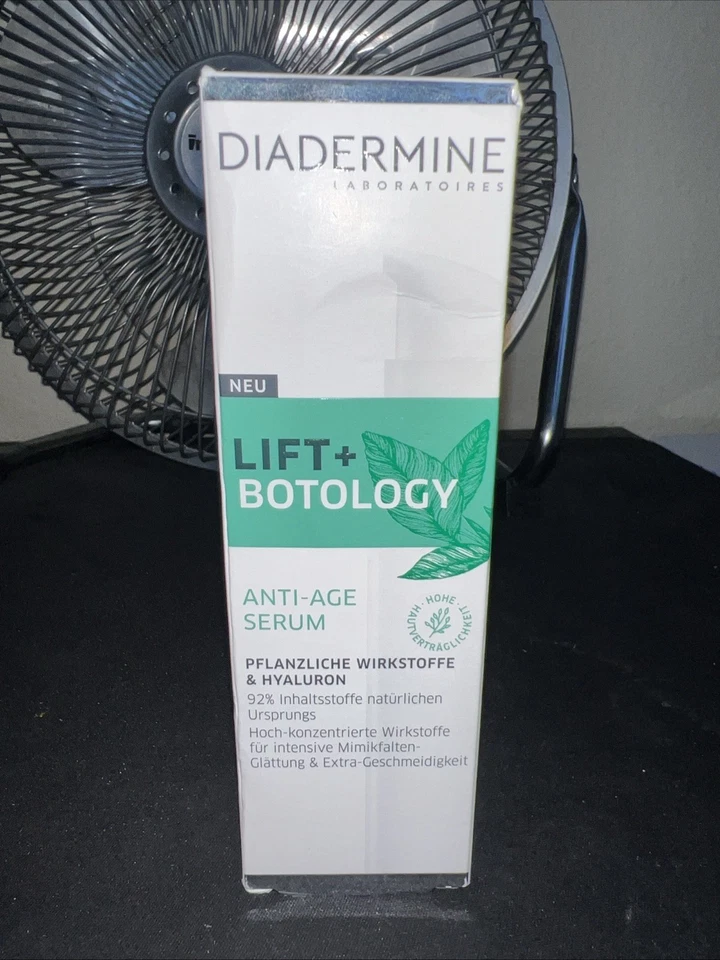 DIADERMINE
LABORATOIRES
NEU
LIFT+
BOTOLOGY
ANTI-AGE
SERUM
· HOHE ·
HAUTVERTRÄGLICHKEIT
PFLANZLICHE WIRKSTOFFE
& HYALURON
92% Inhaltsstoffe natürlichen
Ursprungs
Hoch-konzentrierte Wirkstoffe
für intensive Mimikfalten-
Glättung & Extra-Geschmeidigkeit